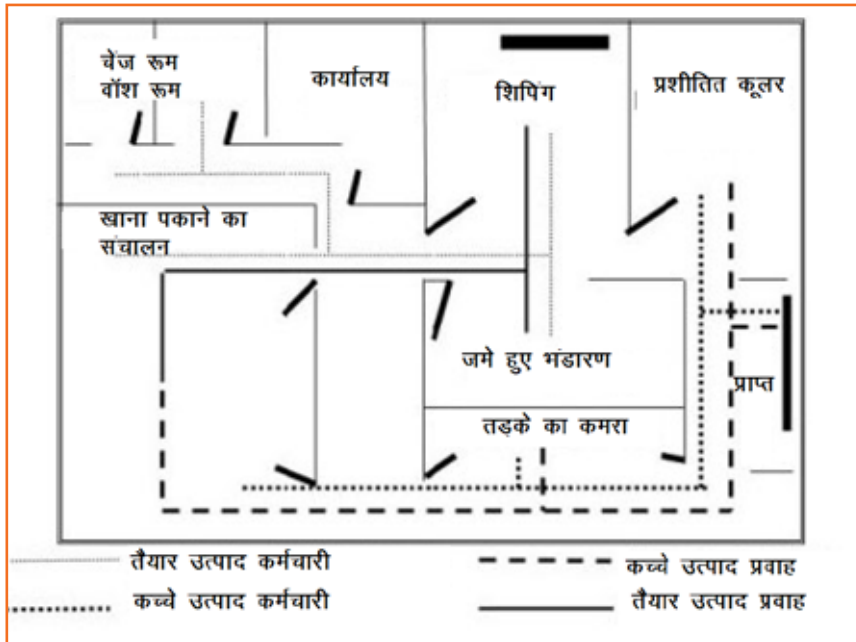 चेंज रूम
वॉश रूम
कार्यालय
शिपिंग
प्रशीतित कूलर
खाना पकाने का
संचालन
जमे हुए भंडारण
प्राप्त
तड़के का कमरा
तैयार उत्पाद कर्मचारी
कच्चे उत्पाद प्रवाह
कच्चे उत्पाद कर्मचारी
तैयार उत्पाद प्रवाह